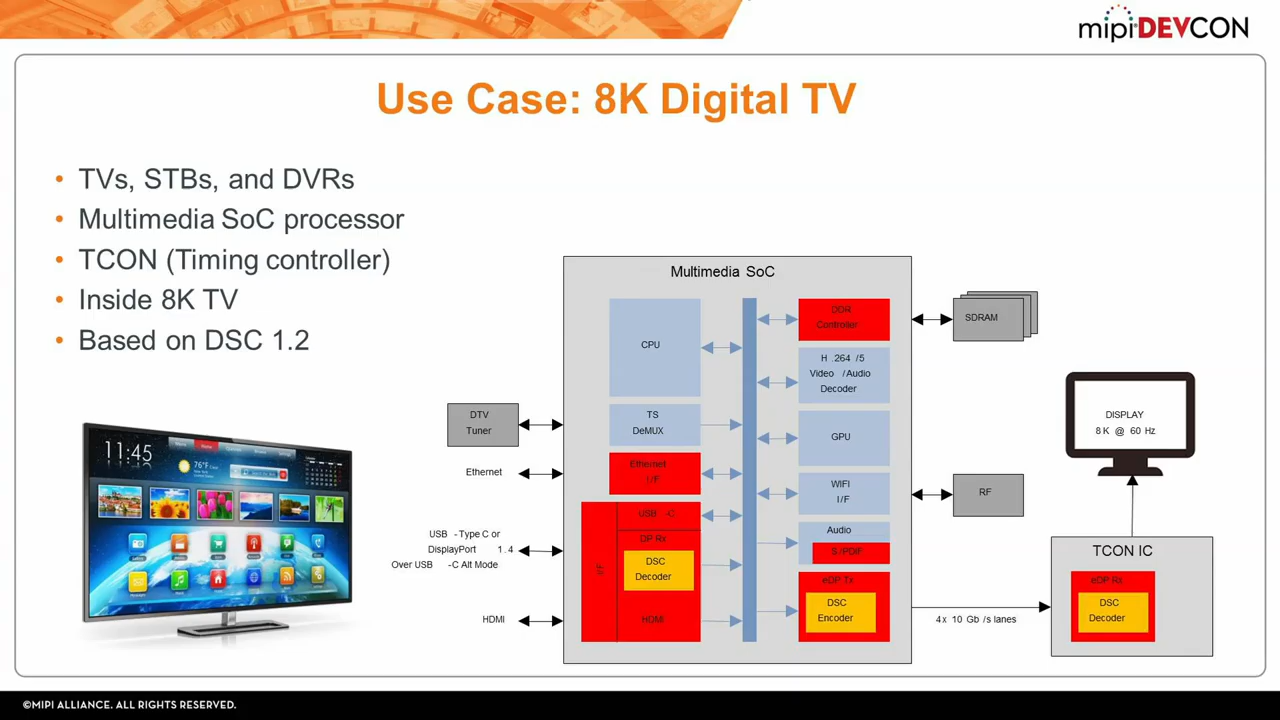 mipi DEVCON
Use Case: 8K Digital TV
• TVs, STBs, and DVRs
• Multimedia SoC processor
• TCON (Timing controller)
• Inside 8K TV
• Based on DSC 1.2
11:45
76°F
Multimedia SoC
CPU
TS
DeMUX
Ethernet
I/F
I/F
USB -C
DP Rx
DSC
Decoder
HDMI
DDR
Controller
H .264 /5
Video /Audio
Decoder
GPU
WIFI
I/F
Audio
S /PDIF
eDP Tx
DSC
Encoder
DTV
Tuner
Ethernet
USB - Type C or
DisplayPort 1. 4
Over USB -C Alt Mode
HDMI
SDRAM
RF
4x 10 Gb /s lanes
DISPLAY
8K @ 60 Hz
TCON IC
eDP Rx
DSC
Decoder
©MIPI ALLIANCE. ALL RIGHTS RESERVED.